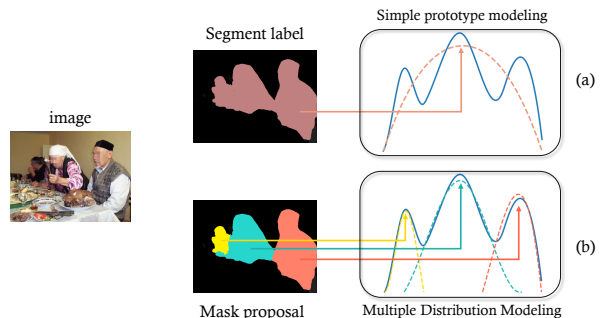 Simple prototype modeling
Segment label
(a)
image
(b)
Mask proposal
Multiple Distribution Modeling